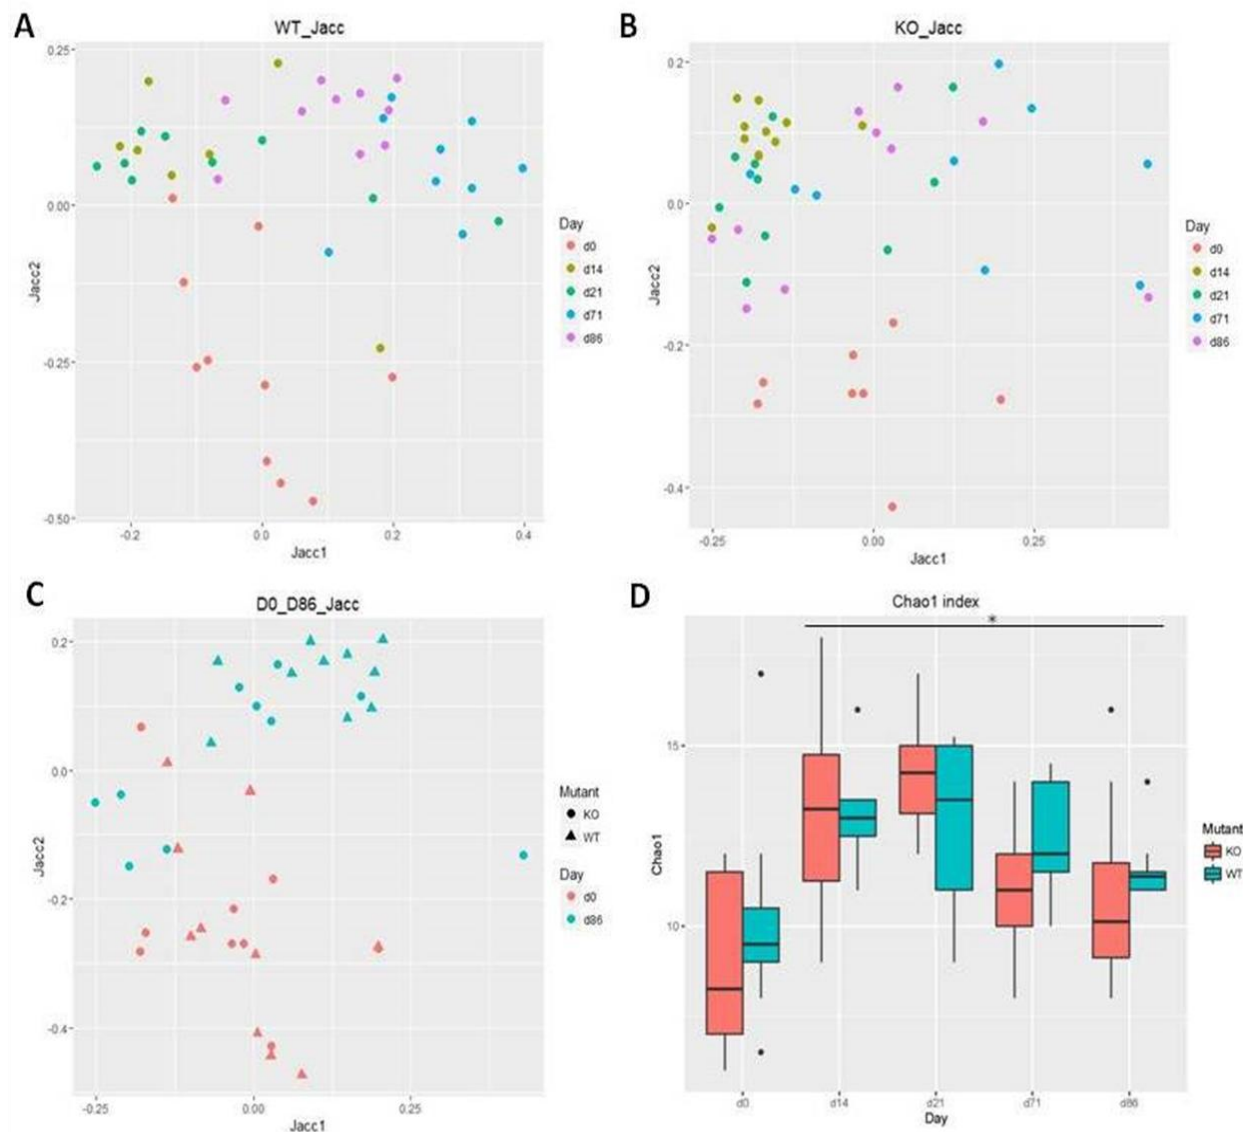 A
WT_Jacc
0.25
0.00
-0.25
-0.50
Jacc2
-0.2
0.0
0.2
0.4
Jacc1
Day
d0
d14
d21
d71
d86
B
KO_Jacc
0.2
0.0
-0.2
-0.4
Jacc2
-0.25
0.00
0.25
Jacc1
Day
d0
d14
d21
d71
d86
C
D0_D86_Jacc
0.2
0.0
-0.2
-0.4
Jacc2
-0.25
0.00
0.25
Jacc1
Mutant
KO
WT
Day
d0
d86
D
Chao1 index
*
15
10
Chao1
d0
d14
d21
d71
d86
Day
Mutant
KO
WT